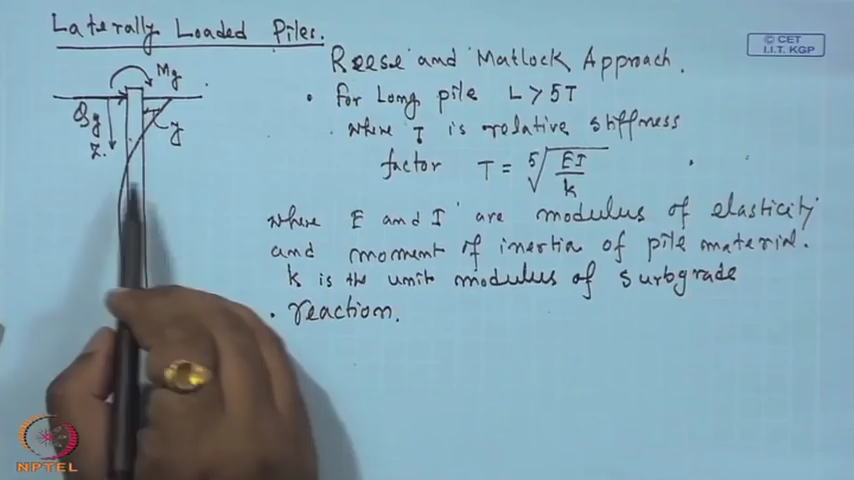 Laterally Loaded Piles.
© CET
I.I.T. KGP
Reese and Matlock Approach.
Mg
Qg
z.
y
• for Long pile L > 5T
where T is relative stiffness
factor T = ⁵√(EI/k)
where E and I are modulus of elasticity
and moment of inertia of pile material.
k is the unit modulus of surbgrade
• reaction.
NPTEL